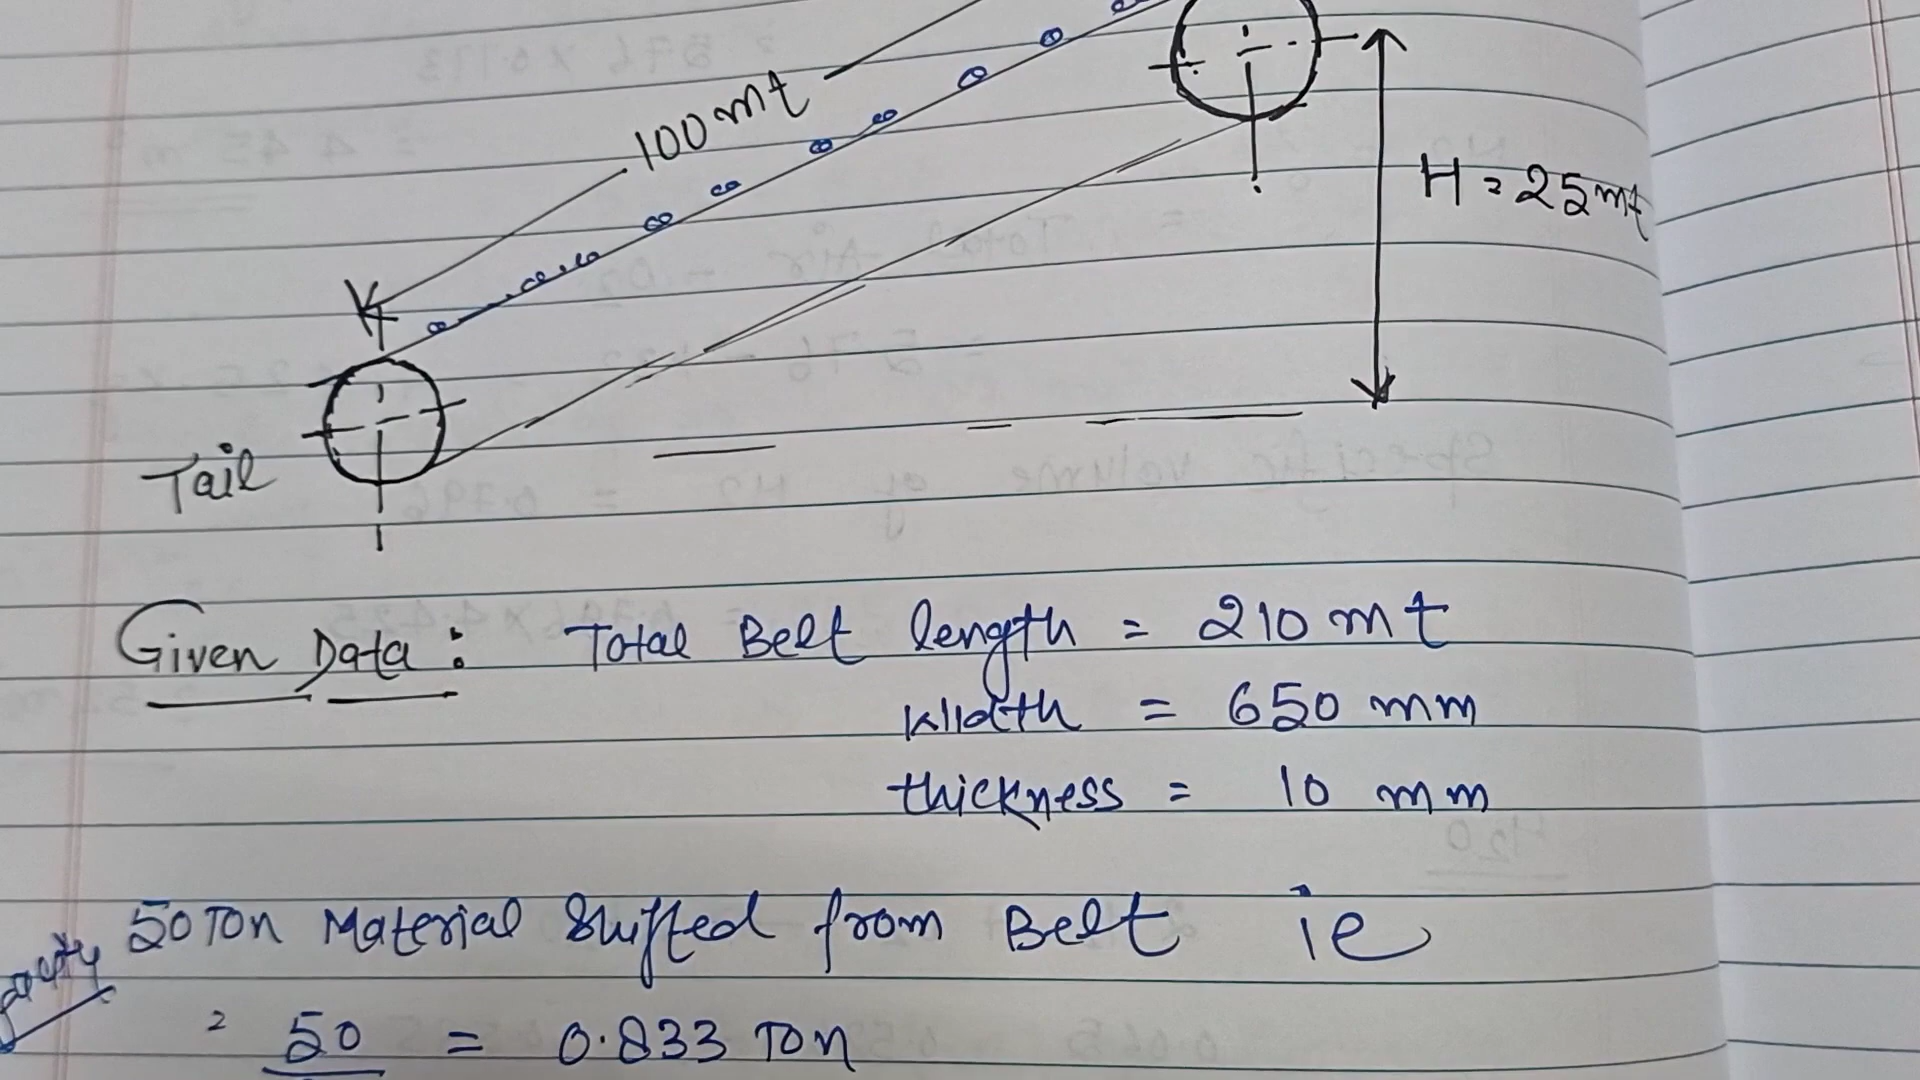 100 mt
H = 25 mt
Tail
Given Data : Total Belt length = 210 mt
width = 650 mm
thickness = 10 mm
50 Ton Material Shifted from Belt ie
= 50 = 0.833 Ton